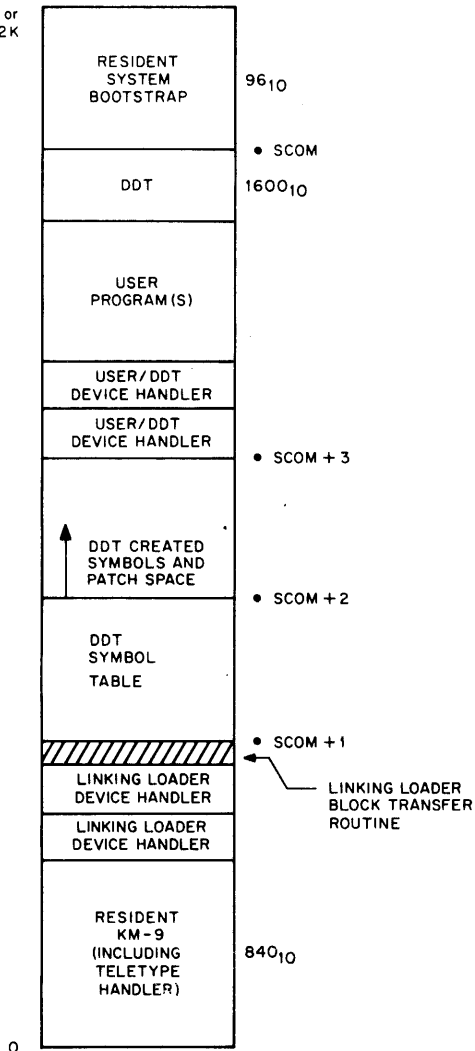 or
2K
RESIDENT
SYSTEM
BOOTSTRAP
96₁₀
• SCOM
DDT
1600₁₀
USER
PROGRAM(S)
USER/DDT
DEVICE HANDLER
USER/DDT
DEVICE HANDLER
• SCOM + 3
DDT CREATED
SYMBOLS AND
PATCH SPACE
• SCOM + 2
DDT
SYMBOL
TABLE
• SCOM + 1
LINKING LOADER
DEVICE HANDLER
LINKING LOADER
BLOCK TRANSFER
ROUTINE
LINKING LOADER
DEVICE HANDLER
RESIDENT
KM-9
(INCLUDING
TELETYPE
HANDLER)
840₁₀
0